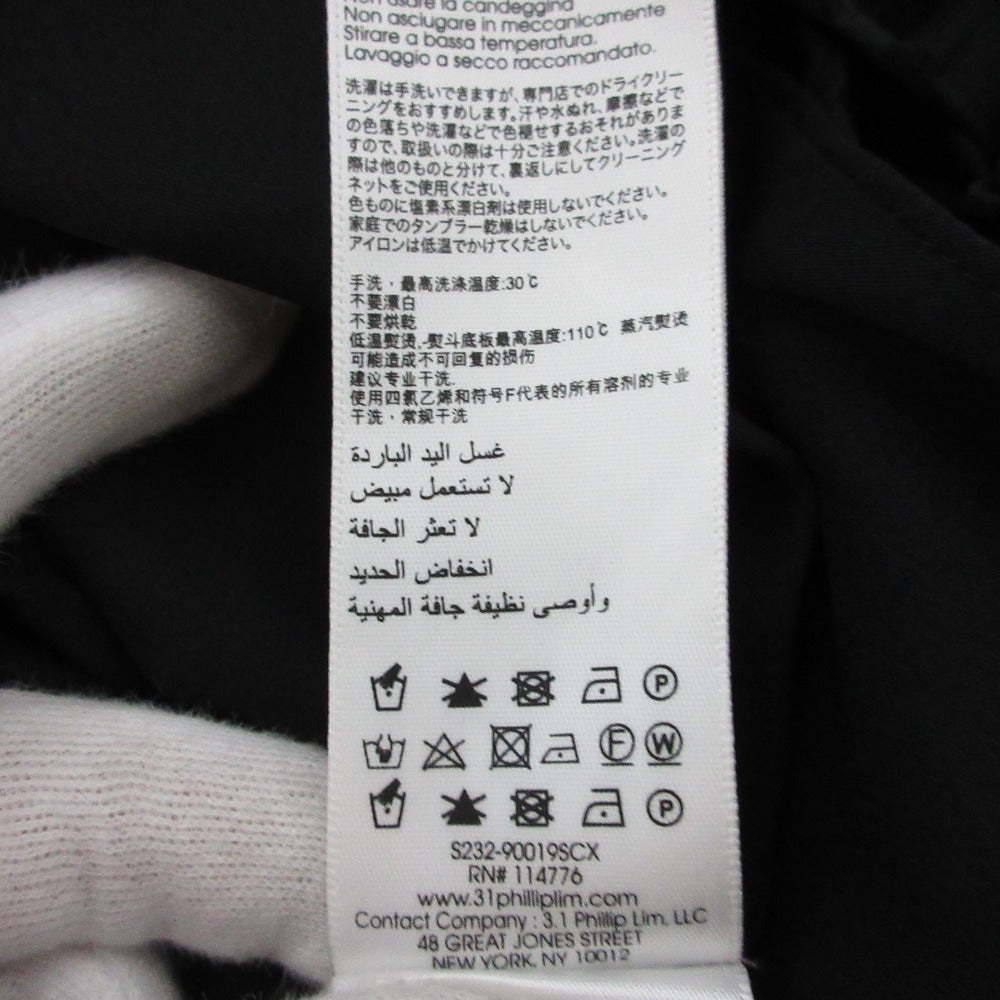 Non usare la candeggina
Non asciugare in meccanicamente
Stirare a bassa temperatura.
Lavaggio a secco raccomandato.
洗濯は手洗いできますが、専門店でのドライクリー
ニングをおすすめします。汗や水ぬれ、摩擦などで
の色落ちや洗濯などで色褪せするおそれがありま
すので、取扱いの際は十分ご注意ください。洗濯の
際は他のものと分けて、裏返しにしてクリーニング
ネットをご使用ください。
色ものに塩素系漂白剤は使用しないでください。
家庭でのタンブラー乾燥はしないでください。
アイロンは低温でかけてください。
手洗・最高洗涤温度:30℃
不要漂白
不要烘乾
低温熨烫,-熨斗底板最高温度:110℃ 蒸汽熨烫
可能造成不可回复的损伤
建议专业干洗.
使用四氯乙烯和符号F代表的所有溶剂的专业
干洗・常规干洗
غسل اليد الباردة
لا تستعمل مبيض
لا تعثر الجافة
انخفاض الحديد
وأوصى نظيفة جافة المهنية
P
F W
P
S232-90019SCX
RN# 114776
www.31philliplim.com
Contact Company : 3.1 Phillip Lim, LLC
48 GREAT JONES STREET
NEW YORK, NY 10012